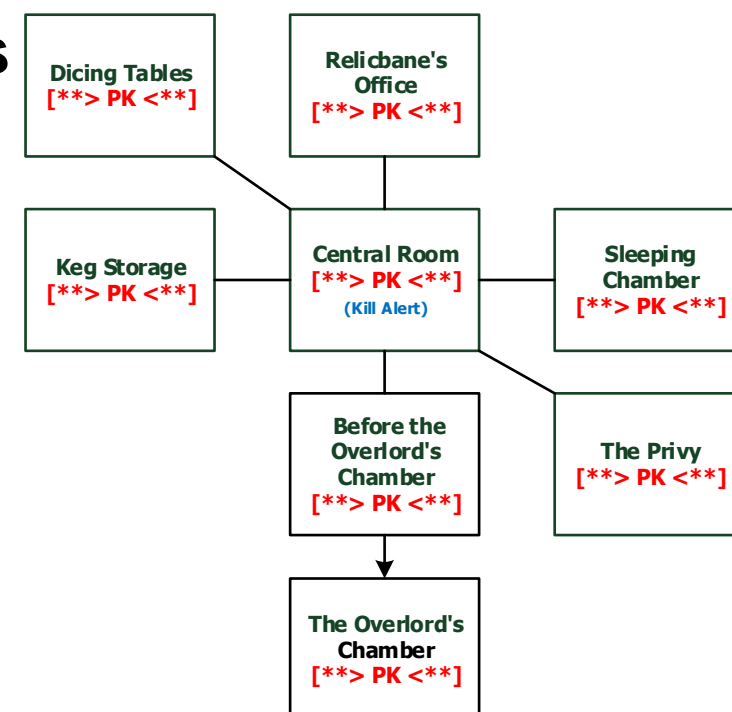 s
Dicing Tables
[**> PK <**]
Relicbane's
Office
[**> PK <**]
Keg Storage
[**> PK <**]
Central Room
[**> PK <**]
(Kill Alert)
Sleeping
Chamber
[**> PK <**]
Before the
Overlord's
Chamber
[**> PK <**]
The Privy
[**> PK <**]
The Overlord's
Chamber
[**> PK <**]